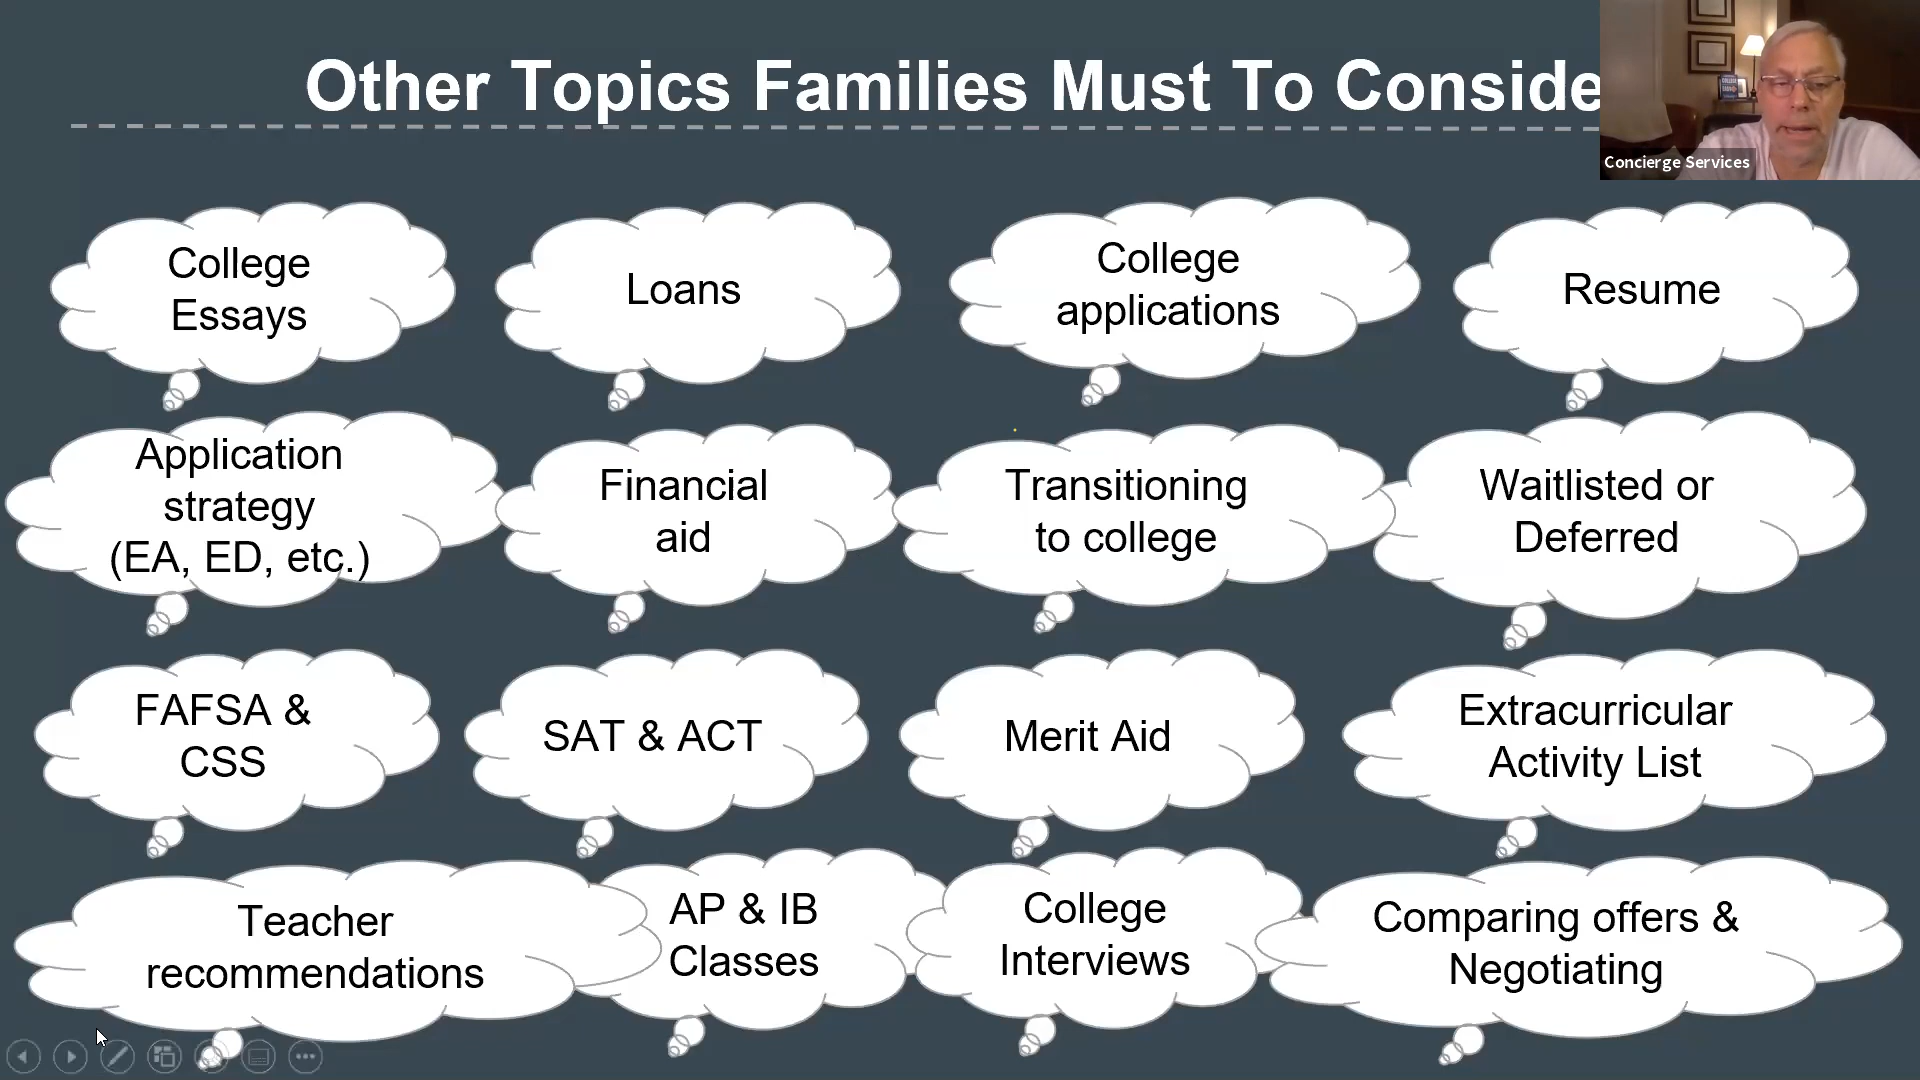 Other Topics Families Must To Conside
Concierge Services
College
Essays
Loans
College
applications
Resume
Application
strategy
(EA, ED, etc.)
Financial
aid
Transitioning
to college
Waitlisted or
Deferred
FAFSA &
CSS
SAT & ACT
Merit Aid
Extracurricular
Activity List
Teacher
recommendations
AP & IB
Classes
College
Interviews
Comparing offers &
Negotiating